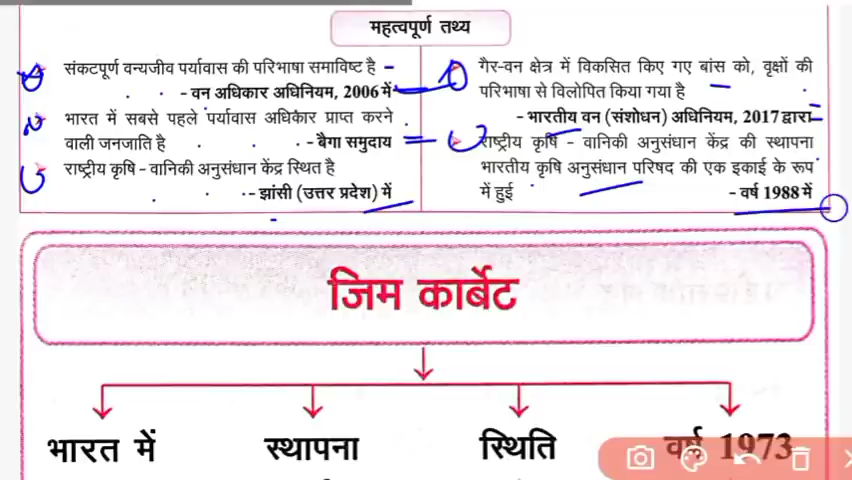 महत्वपूर्ण तथ्य
संकटपूर्ण वन्यजीव पर्यावास की परिभाषा समाविष्ट है
- वन अधिकार अधिनियम, 2006 में
भारत में सबसे पहले पर्यावास अधिकार प्राप्त करने
वाली जनजाति है - बैगा समुदाय
राष्ट्रीय कृषि - वानिकी अनुसंधान केंद्र स्थित है
- झांसी (उत्तर प्रदेश) में
गैर-वन क्षेत्र में विकसित किए गए बांस को, वृक्षों की
परिभाषा से विलोपित किया गया है
- भारतीय वन (संशोधन) अधिनियम, 2017 द्वारा
राष्ट्रीय कृषि - वानिकी अनुसंधान केंद्र की स्थापना
भारतीय कृषि अनुसंधान परिषद की एक इकाई के रूप
में हुई - वर्ष 1988 में
जिम कार्बेट
भारत में स्थापना स्थिति वर्ष 1973